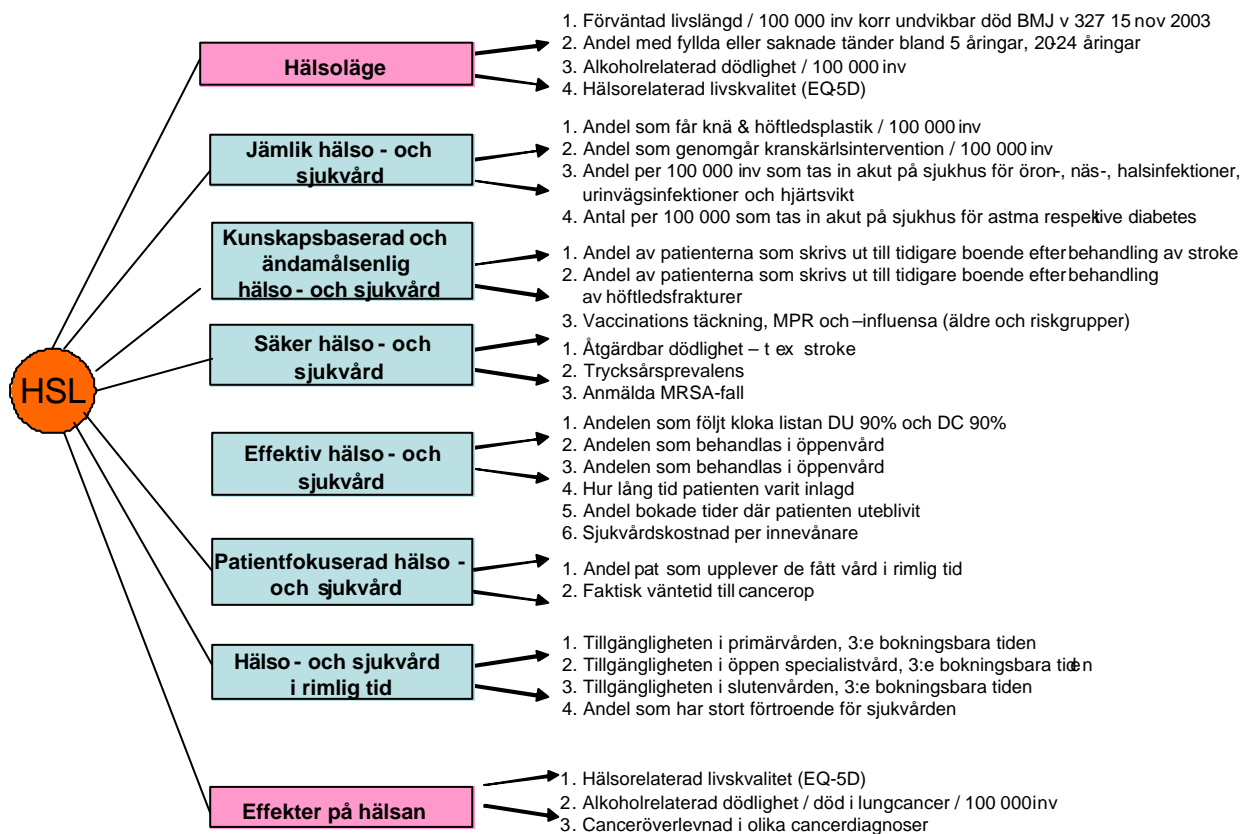 HSL
Hälsoläge
1. Förväntad livslängd / 100 000 inv korr undvikbar död BMJ v 327 15 nov 2003
2. Andel med fyllda eller saknade tänder bland 5 åringar, 20-24 åringar
3. Alkoholrelaterad dödlighet / 100 000 inv
4. Hälsorelaterad livskvalitet (EQ-5D)
Jämlik hälso - och
sjukvård
1. Andel som får knä & höftledsplastik / 100 000 inv
2. Andel som genomgår kranskärlsintervention / 100 000 inv
3. Andel per 100 000 inv som tas in akut på sjukhus för öron-, näs-, halsinfektioner,
urinvägsinfektioner och hjärtsvikt
4. Antal per 100 000 som tas in akut på sjukhus för astma respektive diabetes
Kunskapsbaserad och
ändamålsenlig
hälso - och sjukvård
1. Andel av patienterna som skrivs ut till tidigare boende efter behandling av stroke
2. Andel av patienterna som skrivs ut till tidigare boende efter behandling
av höftledsfrakturer
3. Vaccinations täckning, MPR och –influensa (äldre och riskgrupper)
Säker hälso - och
sjukvård
1. Åtgärdbar dödlighet – t ex stroke
2. Trycksårsprevalens
3. Anmälda MRSA-fall
Effektiv hälso - och
sjukvård
1. Andelen som följt kloka listan DU 90% och DC 90%
2. Andelen som behandlas i öppenvård
3. Andelen som behandlas i öppenvård
4. Hur lång tid patienten varit inlagd
5. Andel bokade tider där patienten uteblivit
6. Sjukvårdskostnad per innevånare
Patientfokuserad hälso -
och sjukvård
1. Andel pat som upplever de fått vård i rimlig tid
2. Faktisk väntetid till cancerop
Hälso - och sjukvård
i rimlig tid
1. Tillgängligheten i primärvården, 3:e bokningsbara tiden
2. Tillgängligheten i öppen specialistvård, 3:e bokningsbara tiden
3. Tillgängligheten i slutenvården, 3:e bokningsbara tiden
4. Andel som har stort förtroende för sjukvården
Effekter på hälsan
1. Hälsorelaterad livskvalitet (EQ-5D)
2. Alkoholrelaterad dödlighet / död i lungcancer / 100 000 inv
3. Canceröverlevnad i olika cancerdiagnoser